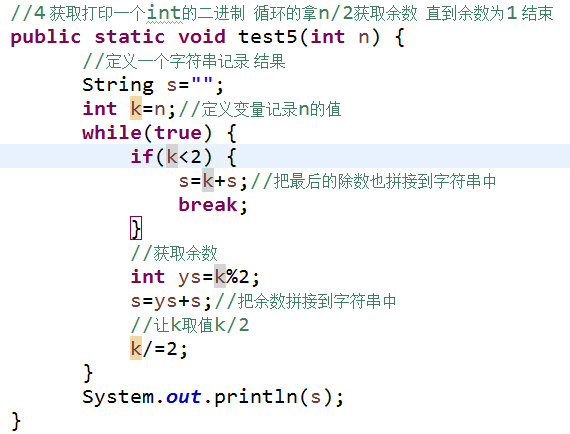 //4 获取打印一个int的二进制 循环的拿n/2获取余数 直到余数为1 结束
public static void test5(int n) {
//定义一个字符串记录 结果
String s="";
int k=n;//定义变量记录n的值
while(true) {
if(k<2) {
s=k+s;//把最后的除数也拼接到字符串中
break;
}
//获取余数
int ys=k%2;
s=ys+s;//把余数拼接到字符串中
//让k取值k/2
k/=2;
}
System.out.println(s);
}